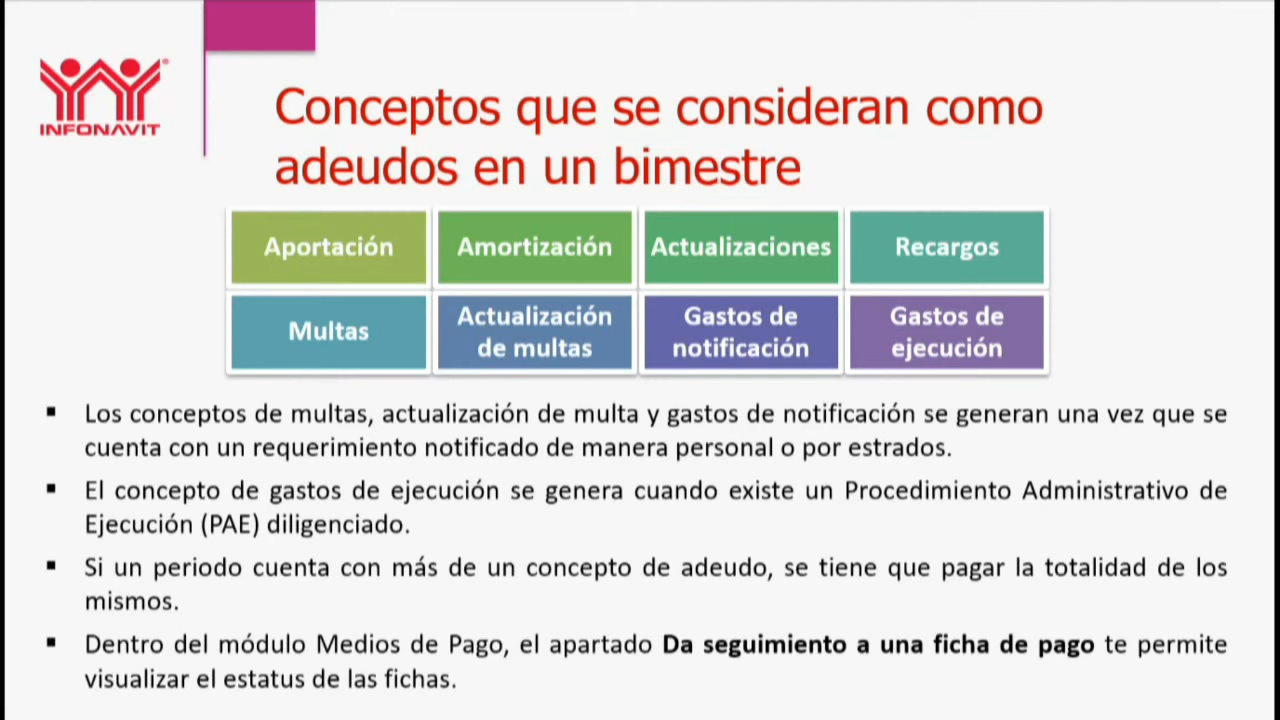 INFONAVIT
Conceptos que se consideran como
adeudos en un bimestre
Aportación
Amortización
Actualizaciones
Recargos
Multas
Actualización
de multas
Gastos de
notificación
Gastos de
ejecución
▪ Los conceptos de multas, actualización de multa y gastos de notificación se generan una vez que se
cuenta con un requerimiento notificado de manera personal o por estrados.
▪ El concepto de gastos de ejecución se genera cuando existe un Procedimiento Administrativo de
Ejecución (PAE) diligenciado.
▪ Si un periodo cuenta con más de un concepto de adeudo, se tiene que pagar la totalidad de los
mismos.
▪ Dentro del módulo Medios de Pago, el apartado Da seguimiento a una ficha de pago te permite
visualizar el estatus de las fichas.